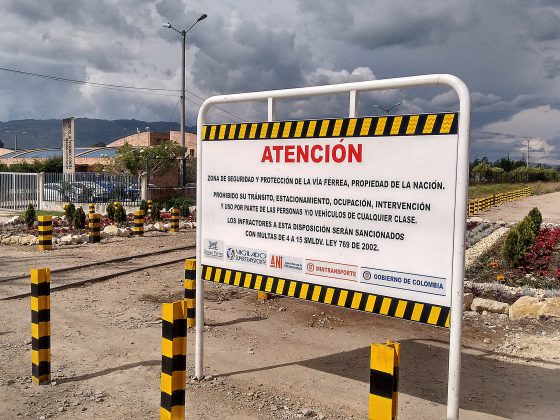 ATENCIÓN
ZONA DE SEGURIDAD Y PROTECCIÓN DE LA VÍA FÉRREA, PROPIEDAD DE LA NACIÓN.
PROHIBIDO SU TRÁNSITO, ESTACIONAMIENTO, OCUPACIÓN, INTERVENCIÓN
Y USO POR PARTE DE LAS PERSONAS Y/O VEHÍCULOS DE CUALQUIER CLASE.
LOS INFRACTORES A ESTA DISPOSICIÓN SERÁN SANCIONADOS
CON MULTAS DE 4 A 15 SMLDV. LEY 769 DE 2002.
VIGILADO
SUPERTRANSPORTE
ANI
MINTRANSPORTE
GOBIERNO DE COLOMBIA